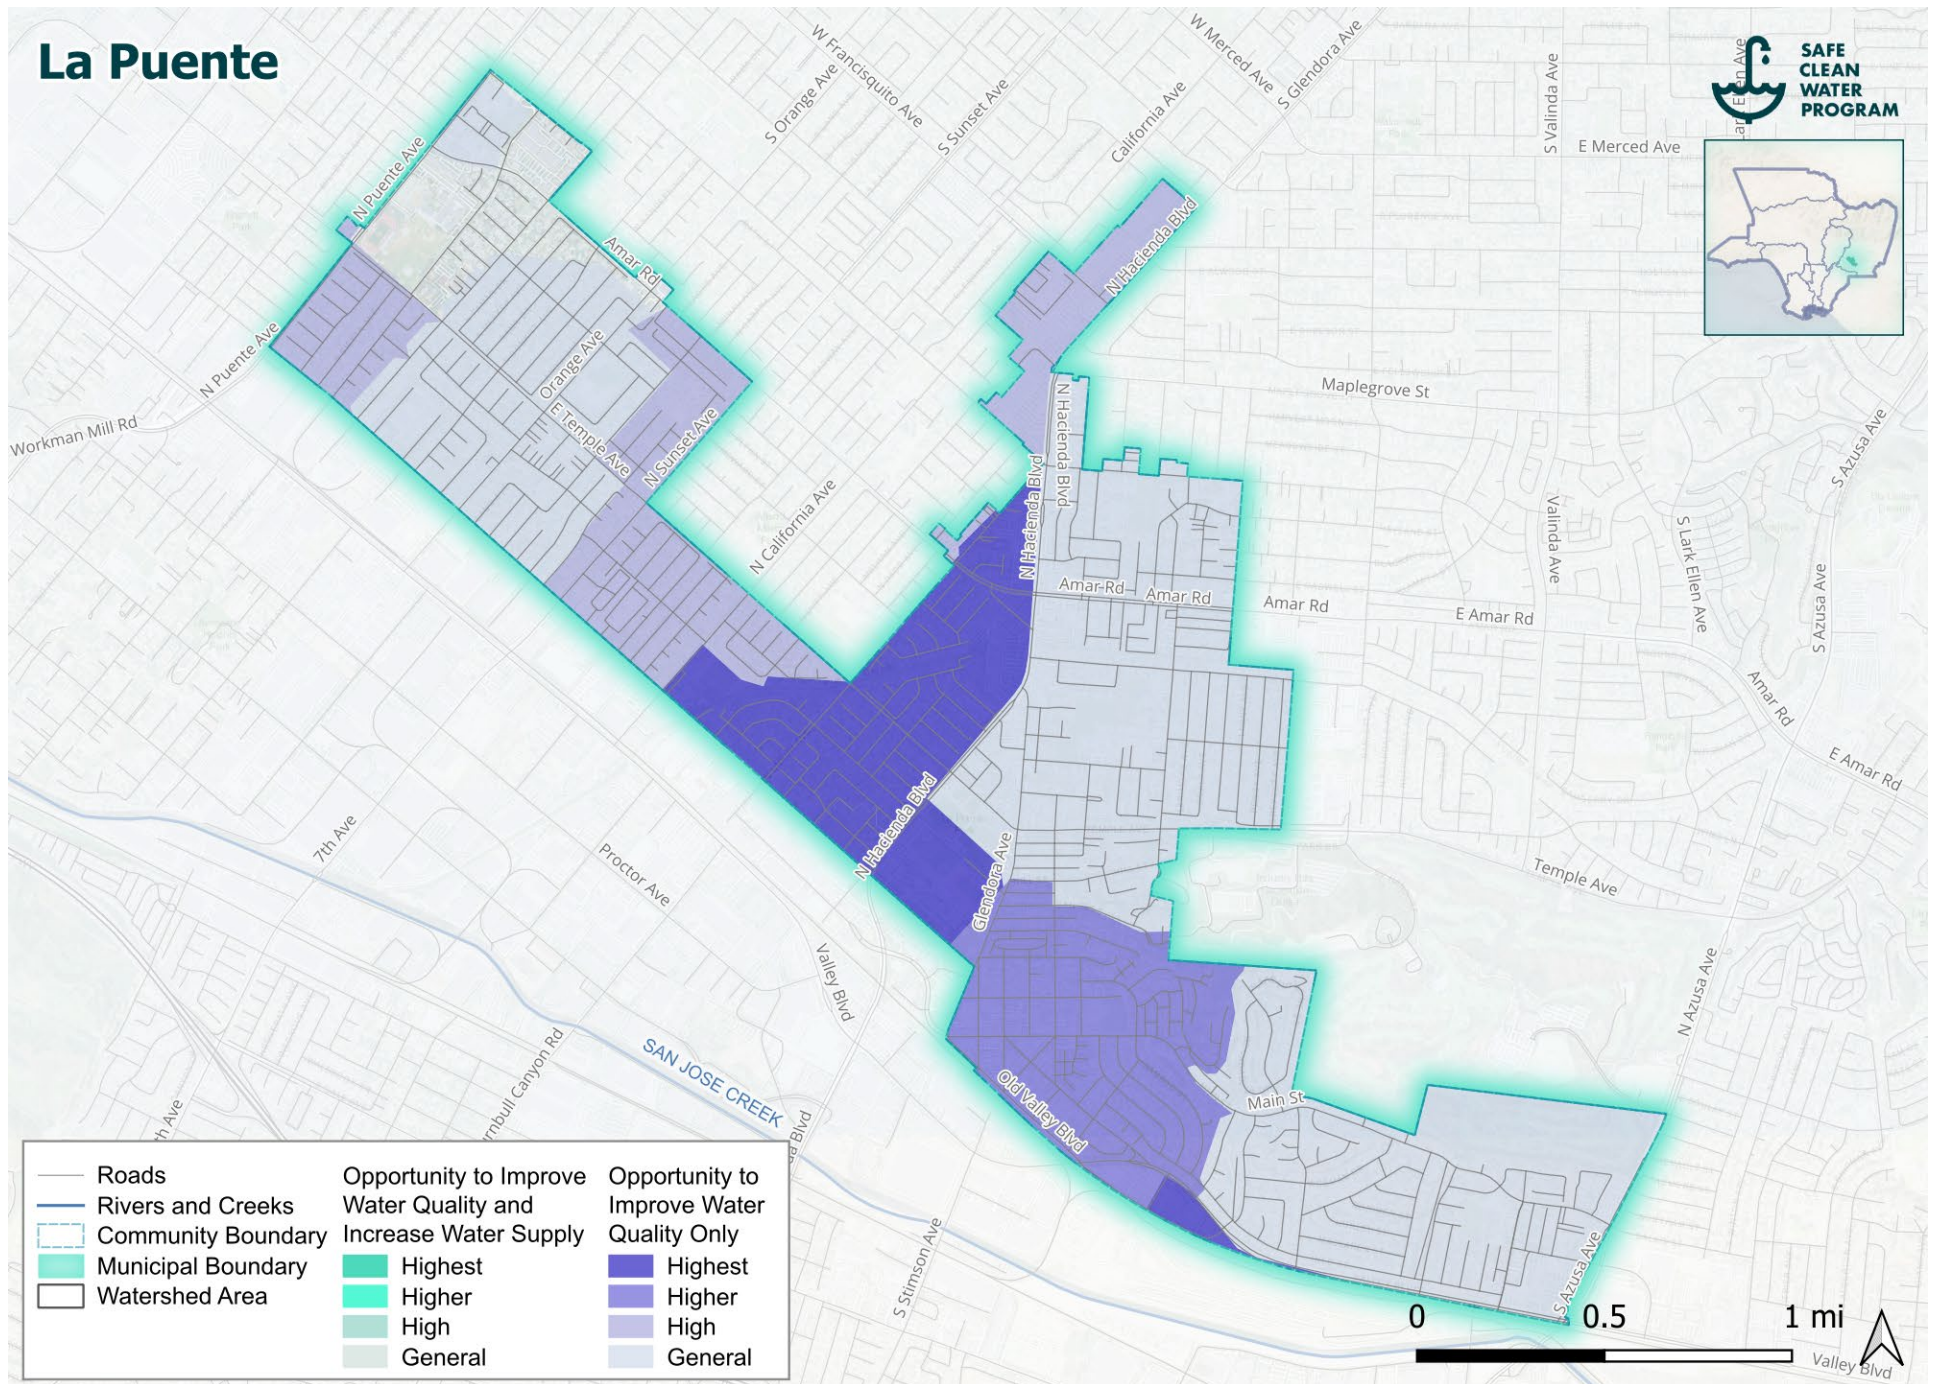 La Puente
SAFE
CLEAN
WATER
PROGRAM
W Francisquito Ave
W Merced Ave
S Glendora Ave
S Orange Ave
S Sunset Ave
California Ave
S Valinda Ave
E Merced Ave
N Puente Ave
Amar Rd
N Hacienda Blvd
N Puente Ave
Orange Ave
E Temple Ave
N Sunset Ave
Workman Mill Rd
Maplegrove St
N Hacienda Blvd
N Hacienda Blvd
N California Ave
S Azusa Ave
Valinda Ave
S Lark Ellen Ave
S Azusa Ave
Amar Rd
Amar Rd
Amar Rd
E Amar Rd
Amar Rd
E Amar Rd
N Hacienda Blvd
Glendora Ave
7th Ave
Proctor Ave
Temple Ave
Valley Blvd
N Azusa Ave
SAN JOSE CREEK
Old Valley Blvd
Main St
S Stimson Ave
S Azusa Ave
Valley Blvd
Roads
Rivers and Creeks
Community Boundary
Municipal Boundary
Watershed Area
Opportunity to Improve
Water Quality and
Increase Water Supply
Highest
Higher
High
General
Opportunity to
Improve Water
Quality Only
Highest
Higher
High
General
0 0.5 1 mi